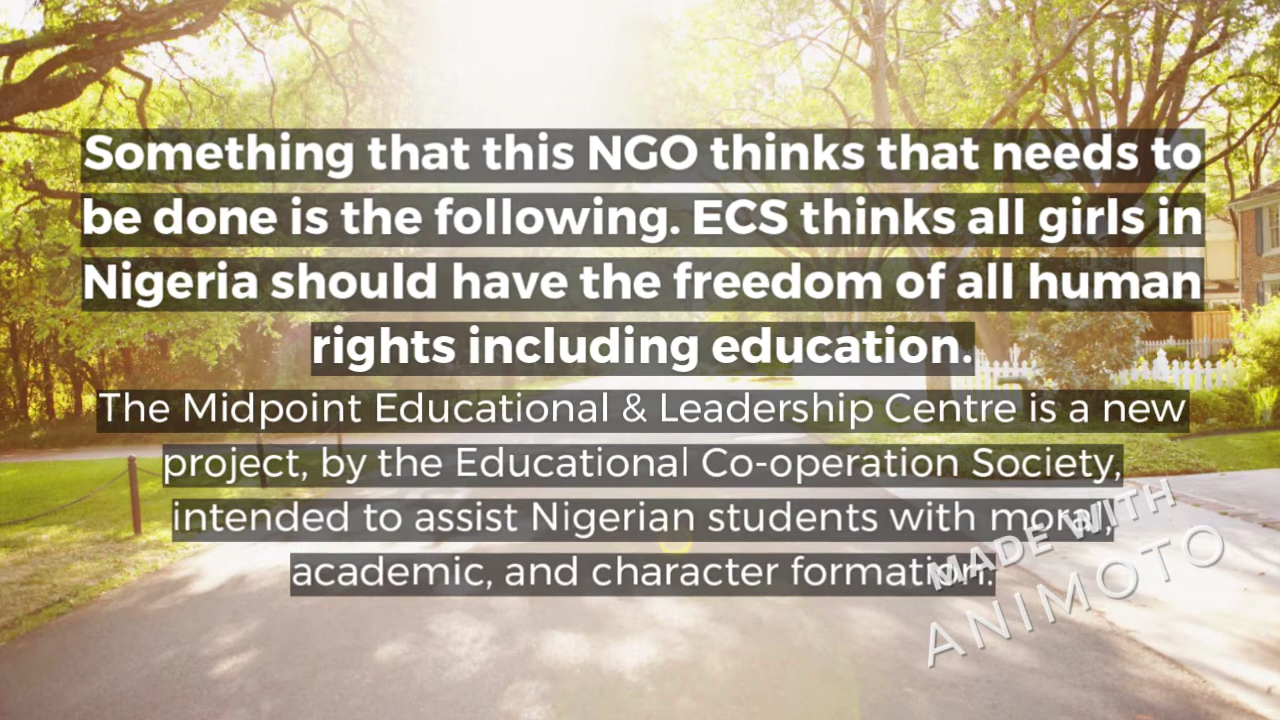 Something that this NGO thinks that needs to
be done is the following. ECS thinks all girls in
Nigeria should have the freedom of all human
rights including education.
The Midpoint Educational & Leadership Centre is a new
project, by the Educational Co-operation Society,
intended to assist Nigerian students with moral,
academic, and character formation.
MADE WITH
ANIMOTO